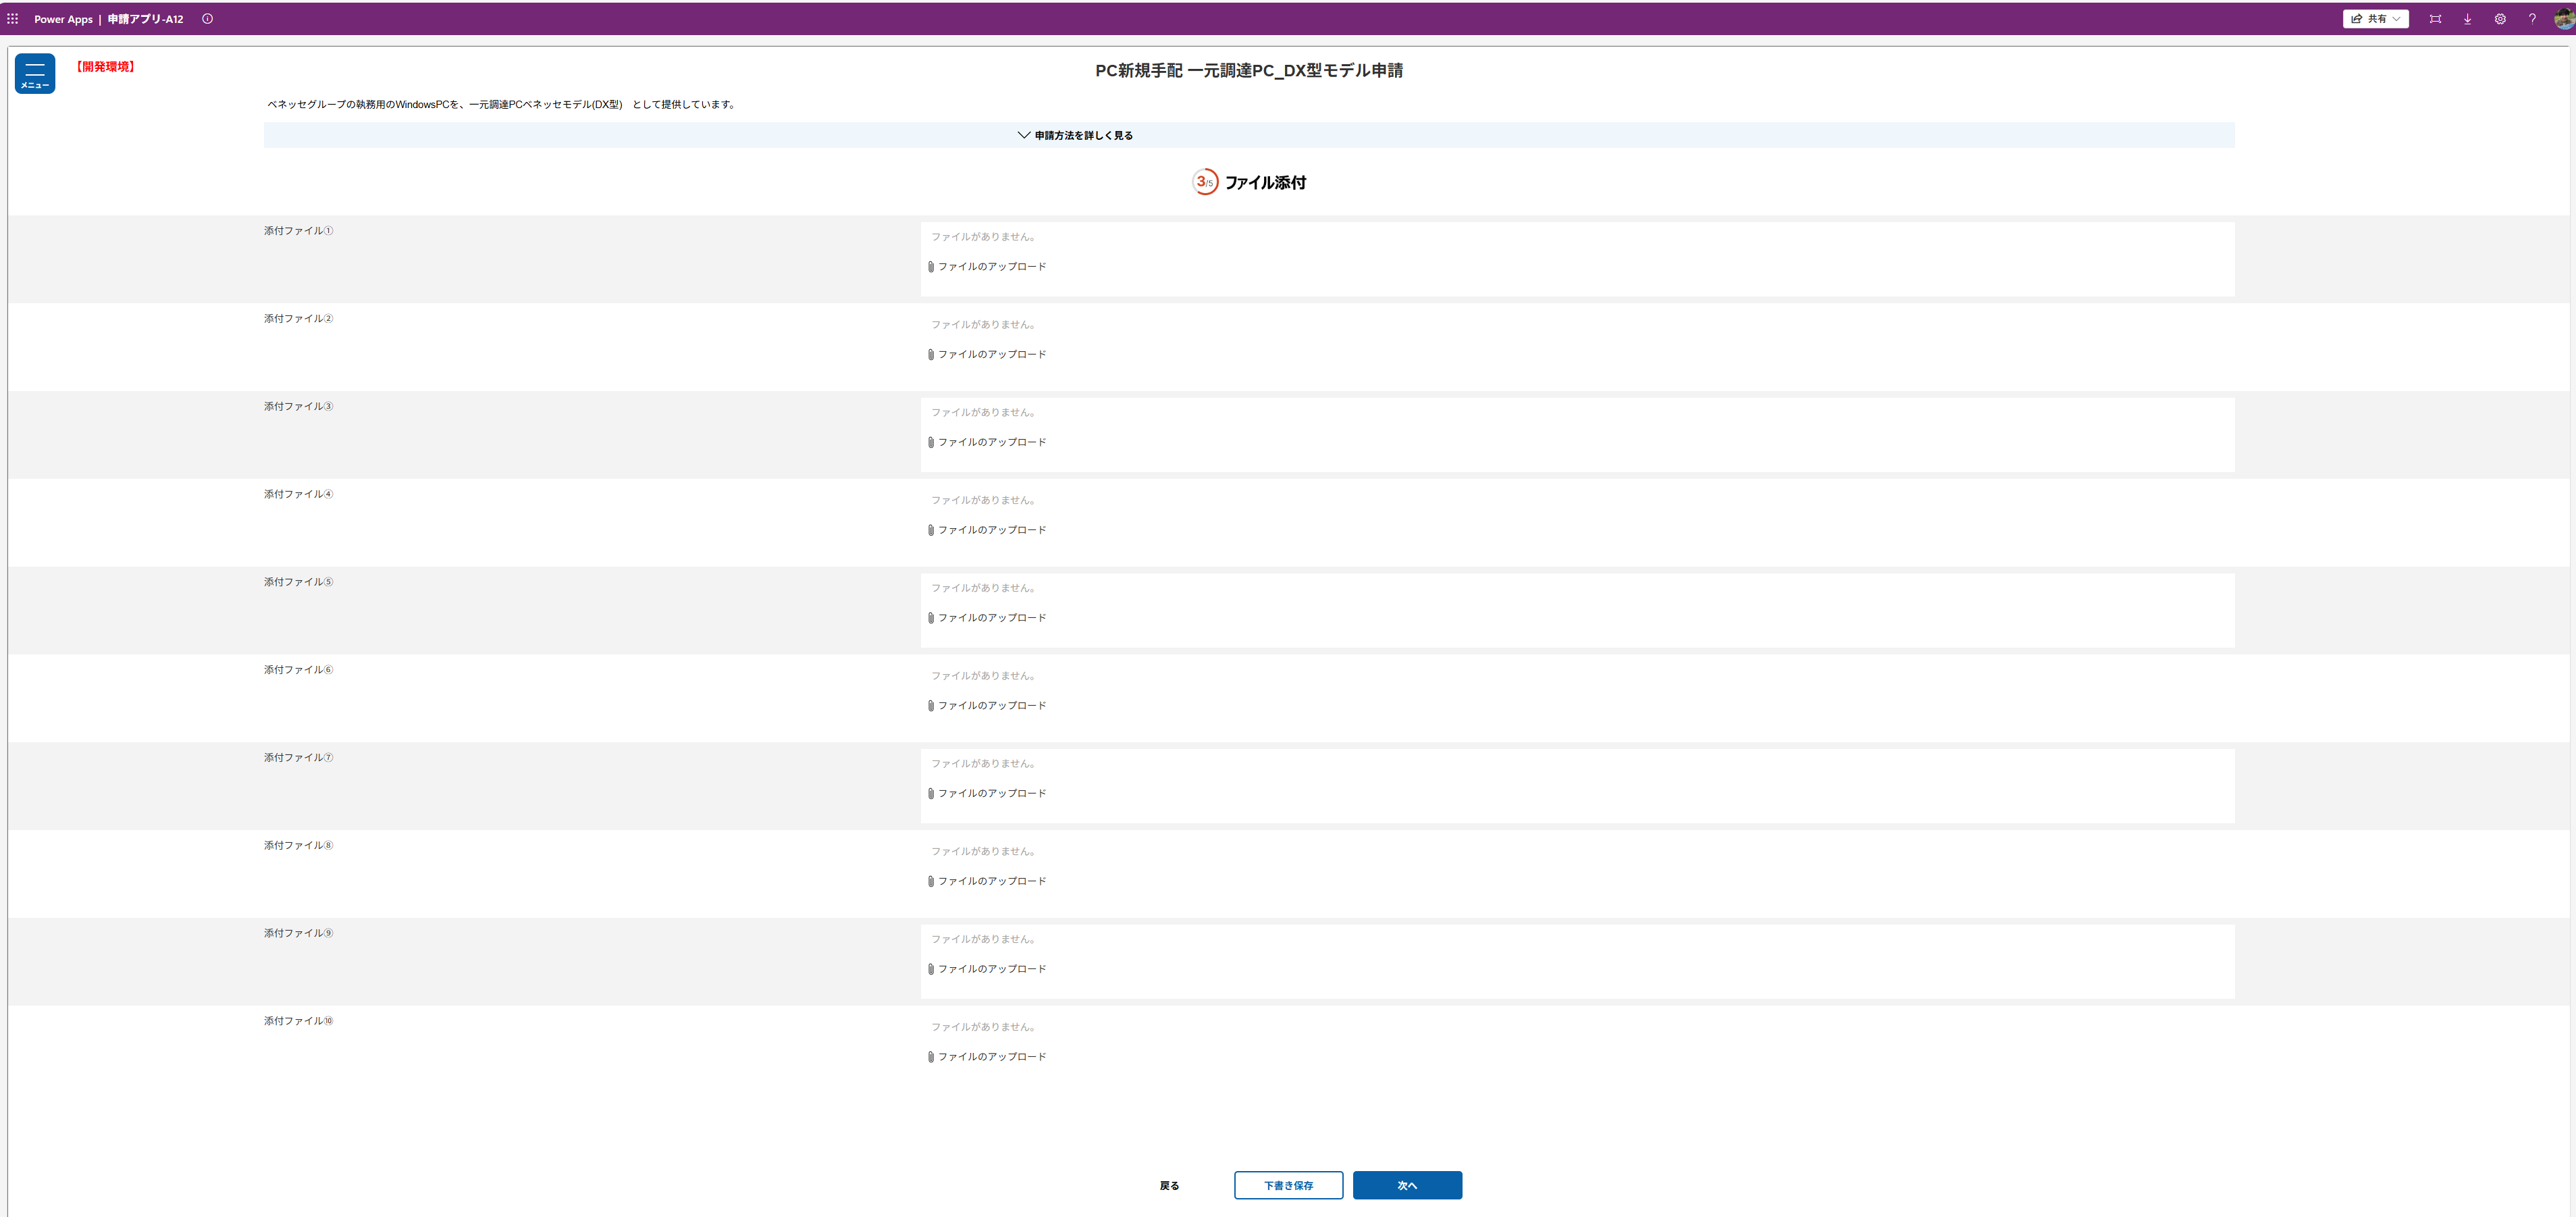 Power Apps | 申請アプリ-A12
共有
メニュー
【開発環境】
PC新規手配 一元調達PC_DX型モデル申請
ベネッセグループの執務用のWindowsPCを、一元調達PCベネッセモデル(DX型)　として提供しています。
申請方法を詳しく見る
3/5 ファイル添付
添付ファイル①
ファイルがありません。
ファイルのアップロード
添付ファイル②
ファイルがありません。
ファイルのアップロード
添付ファイル③
ファイルがありません。
ファイルのアップロード
添付ファイル④
ファイルがありません。
ファイルのアップロード
添付ファイル⑤
ファイルがありません。
ファイルのアップロード
添付ファイル⑥
ファイルがありません。
ファイルのアップロード
添付ファイル⑦
ファイルがありません。
ファイルのアップロード
添付ファイル⑧
ファイルがありません。
ファイルのアップロード
添付ファイル⑨
ファイルがありません。
ファイルのアップロード
添付ファイル⑩
ファイルがありません。
ファイルのアップロード
戻る
下書き保存
次へ